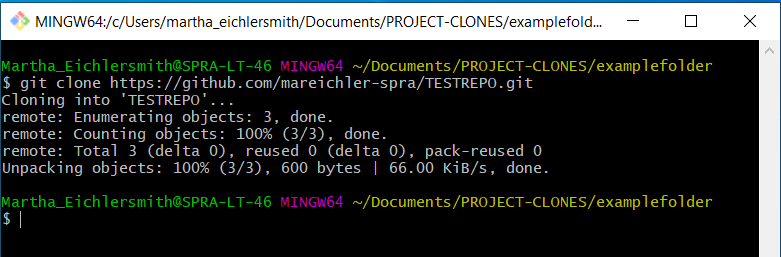 MINGW64:/c/Users/martha_eichlersmith/Documents/PROJECT-CLONES/examplefold...
Martha_Eichlersmith@SPRA-LT-46 MINGW64 ~/Documents/PROJECT-CLONES/examplefolder
$ git clone https://github.com/mareichler-spra/TESTREPO.git
Cloning into 'TESTREPO'...
remote: Enumerating objects: 3, done.
remote: Counting objects: 100% (3/3), done.
remote: Total 3 (delta 0), reused 0 (delta 0), pack-reused 0
Unpacking objects: 100% (3/3), 600 bytes | 66.00 KiB/s, done.
Martha_Eichlersmith@SPRA-LT-46 MINGW64 ~/Documents/PROJECT-CLONES/examplefolder
$